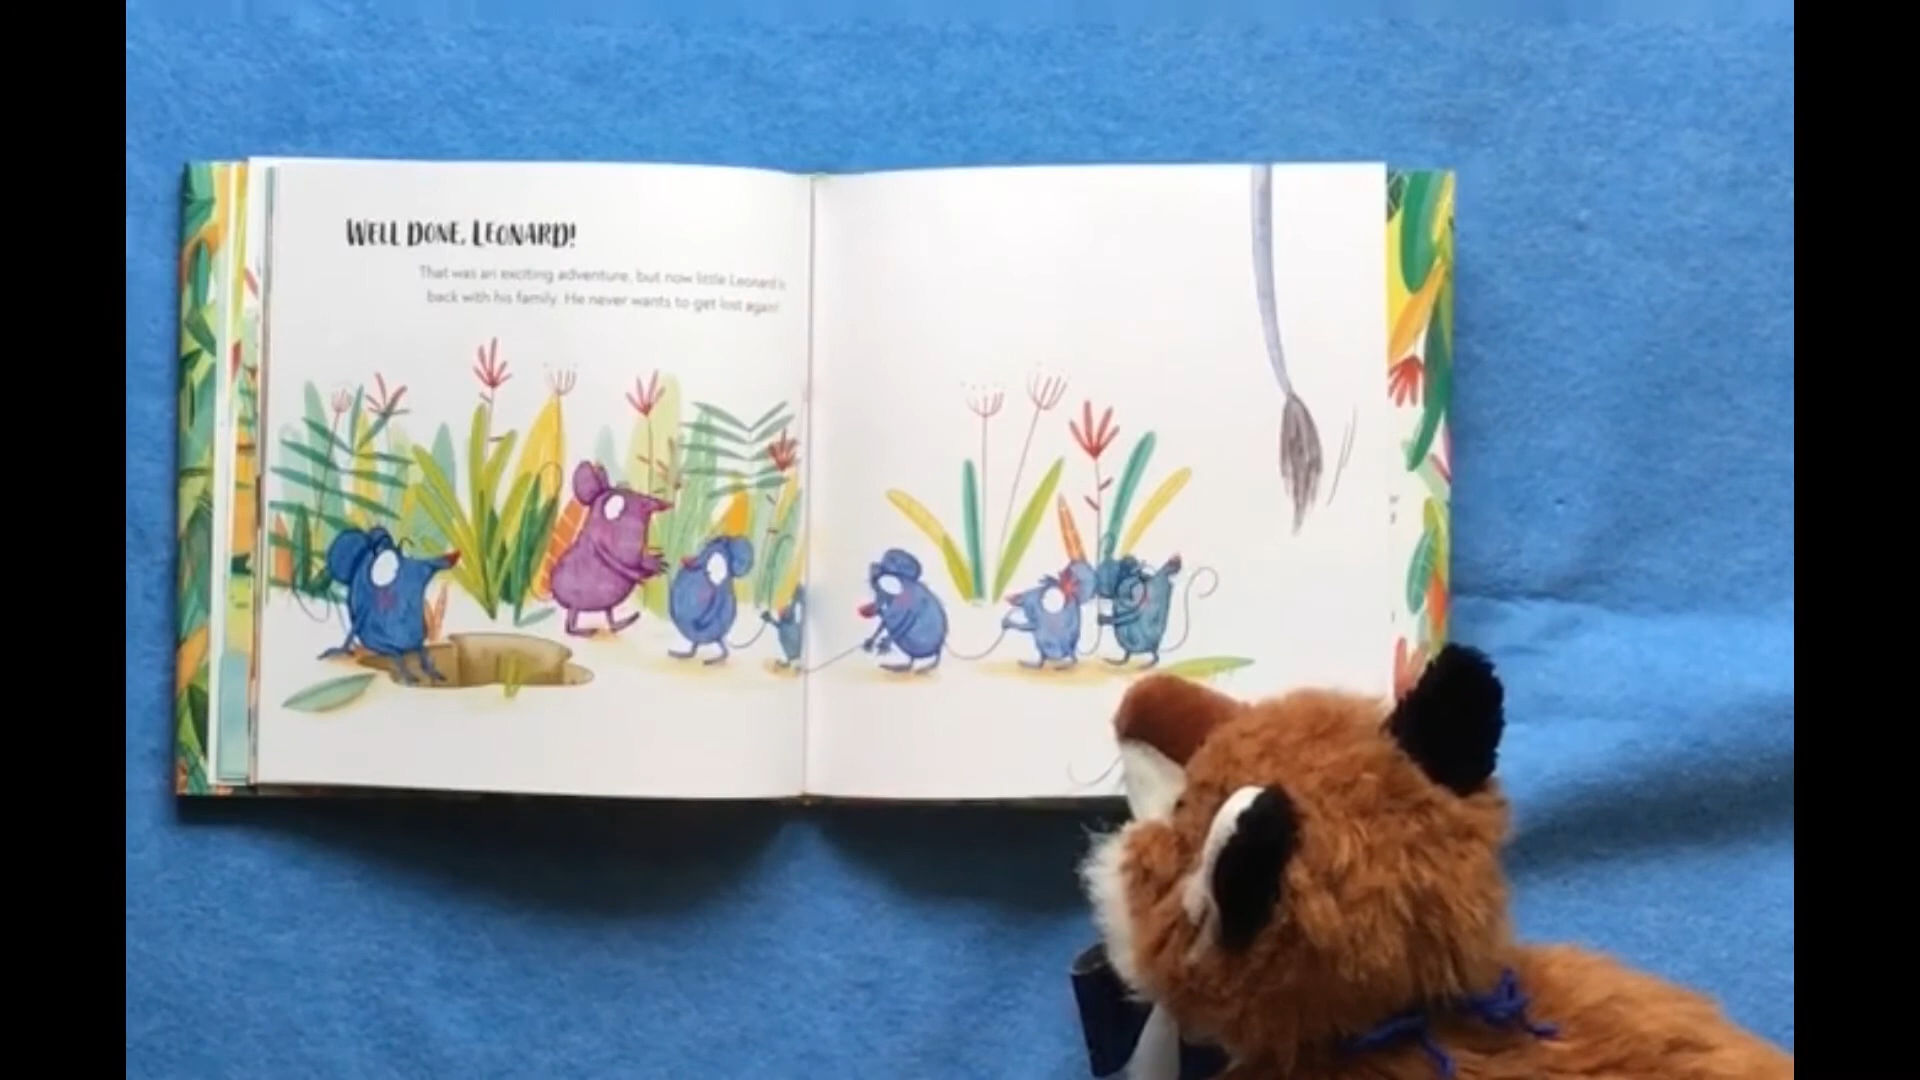 WELL DONE, LEONARD!
That was an exciting adventure, but now little Leonard is
back with his family. He never wants to get lost again!